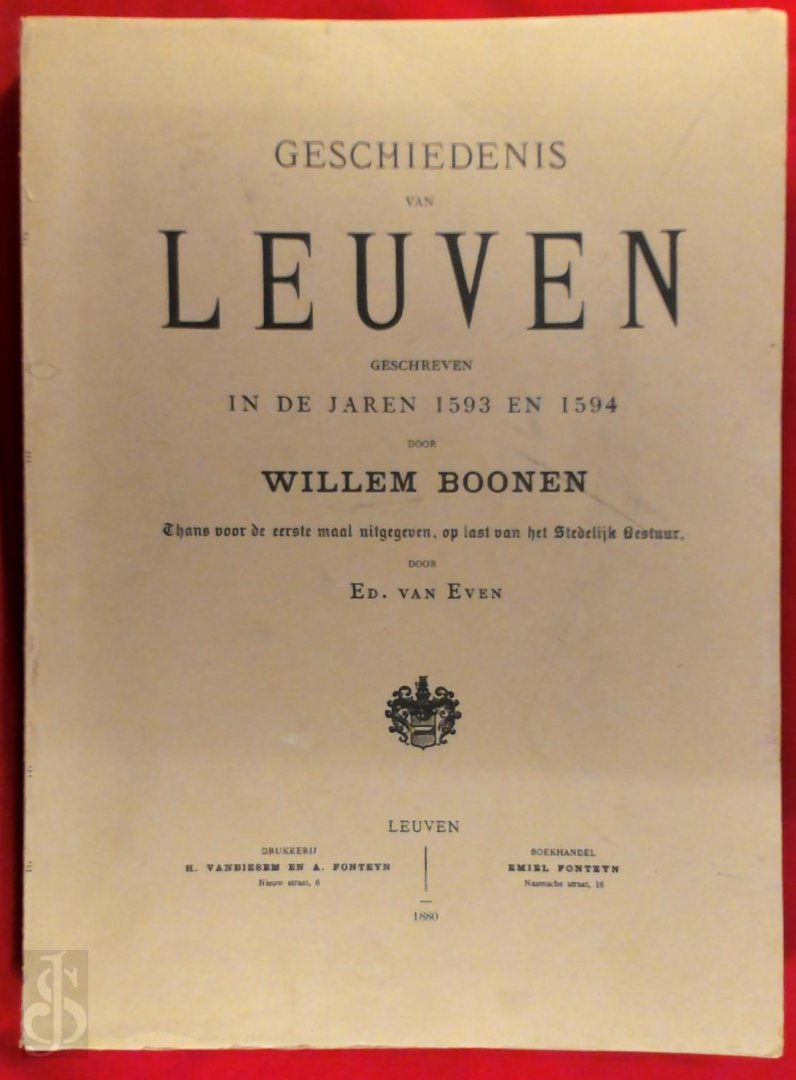 GESCHIEDENIS
VAN
LEUVEN
GESCHREVEN
IN DE JAREN 1593 EN 1594
DOOR
WILLEM BOONEN
Thans voor de eerste maal uitgegeven, op last van het Stedelijk Bestuur,
DOOR
ED. VAN EVEN
LEUVEN
DRUKKERIJ
H. VANBIESEM EN A. FONTEYN
Nieuw straat, 6
BOEKHANDEL
EMIEL FONTEYN
Naamsche straat, 16
1880